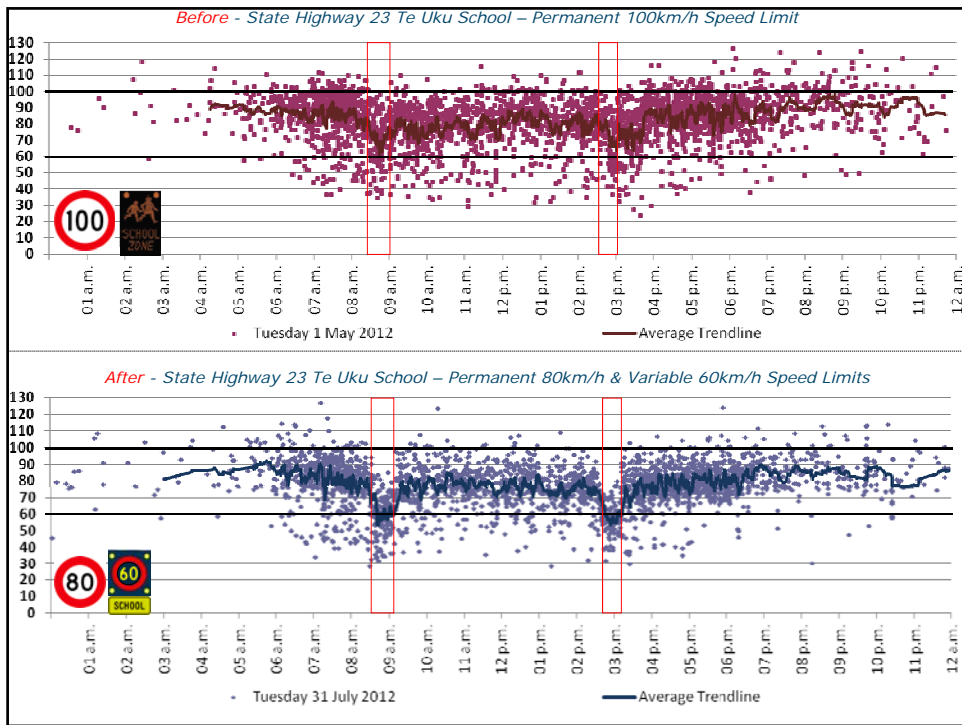 Before - State Highway 23 Te Uku School – Permanent 100km/h Speed Limit
130
120
110
100
90
80
70
60
50
40
30
20
10
0
100
SCHOOL
ZONE
01 a.m.
02 a.m.
03 a.m.
04 a.m.
05 a.m.
06 a.m.
07 a.m.
08 a.m.
09 a.m.
10 a.m.
11 a.m.
12 p.m.
01 p.m.
02 p.m.
03 p.m.
04 p.m.
05 p.m.
06 p.m.
07 p.m.
08 p.m.
09 p.m.
10 p.m.
11 p.m.
12 a.m.
Tuesday 1 May 2012
Average Trendline
After - State Highway 23 Te Uku School – Permanent 80km/h & Variable 60km/h Speed Limits
130
120
110
100
90
80
70
60
50
40
30
20
10
0
80
60
SCHOOL
01 a.m.
02 a.m.
03 a.m.
04 a.m.
05 a.m.
06 a.m.
07 a.m.
08 a.m.
09 a.m.
10 a.m.
11 a.m.
12 p.m.
01 p.m.
02 p.m.
03 p.m.
04 p.m.
05 p.m.
06 p.m.
07 p.m.
08 p.m.
09 p.m.
10 p.m.
11 p.m.
12 a.m.
Tuesday 31 July 2012
Average Trendline